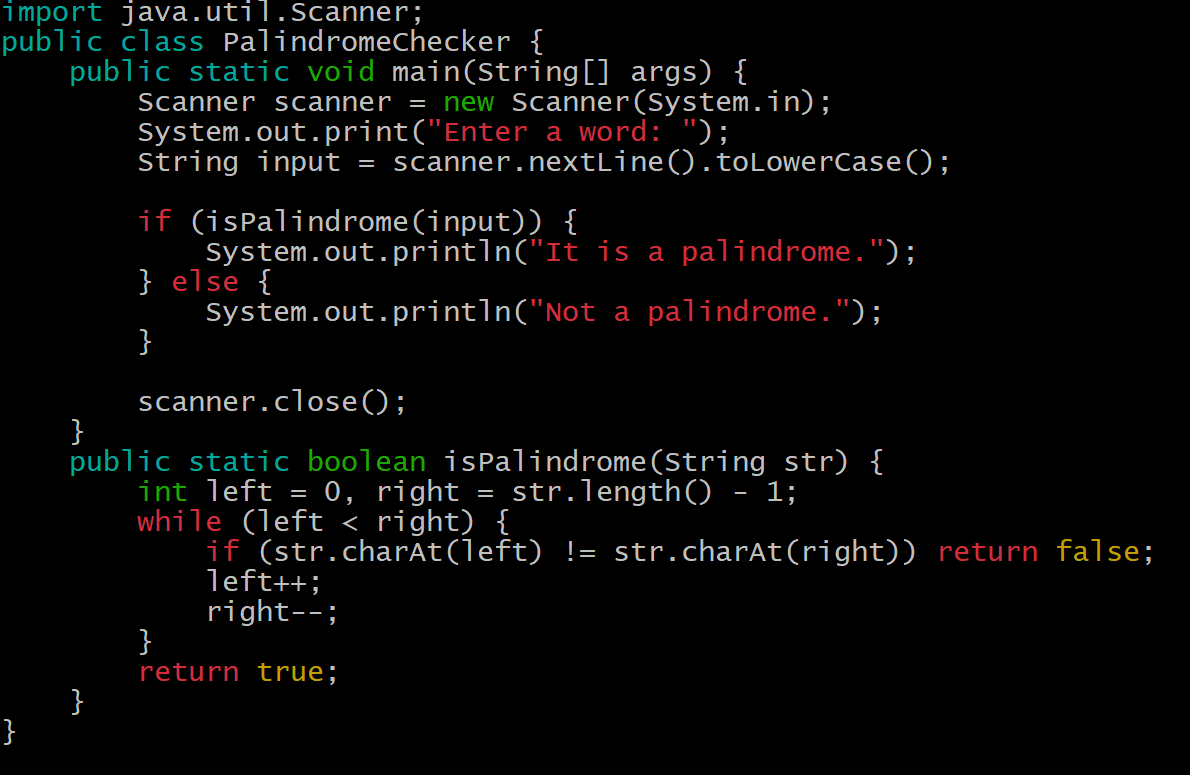 import java.util.Scanner;
public class PalindromeChecker {
    public static void main(String[] args) {
        Scanner scanner = new Scanner(System.in);
        System.out.print("Enter a word: ");
        String input = scanner.nextLine().toLowerCase();

        if (isPalindrome(input)) {
            System.out.println("It is a palindrome.");
        } else {
            System.out.println("Not a palindrome.");
        }

        scanner.close();
    }
    public static boolean isPalindrome(String str) {
        int left = 0, right = str.length() - 1;
        while (left < right) {
            if (str.charAt(left) != str.charAt(right)) return false;
            left++;
            right--;
        }
        return true;
    }
}